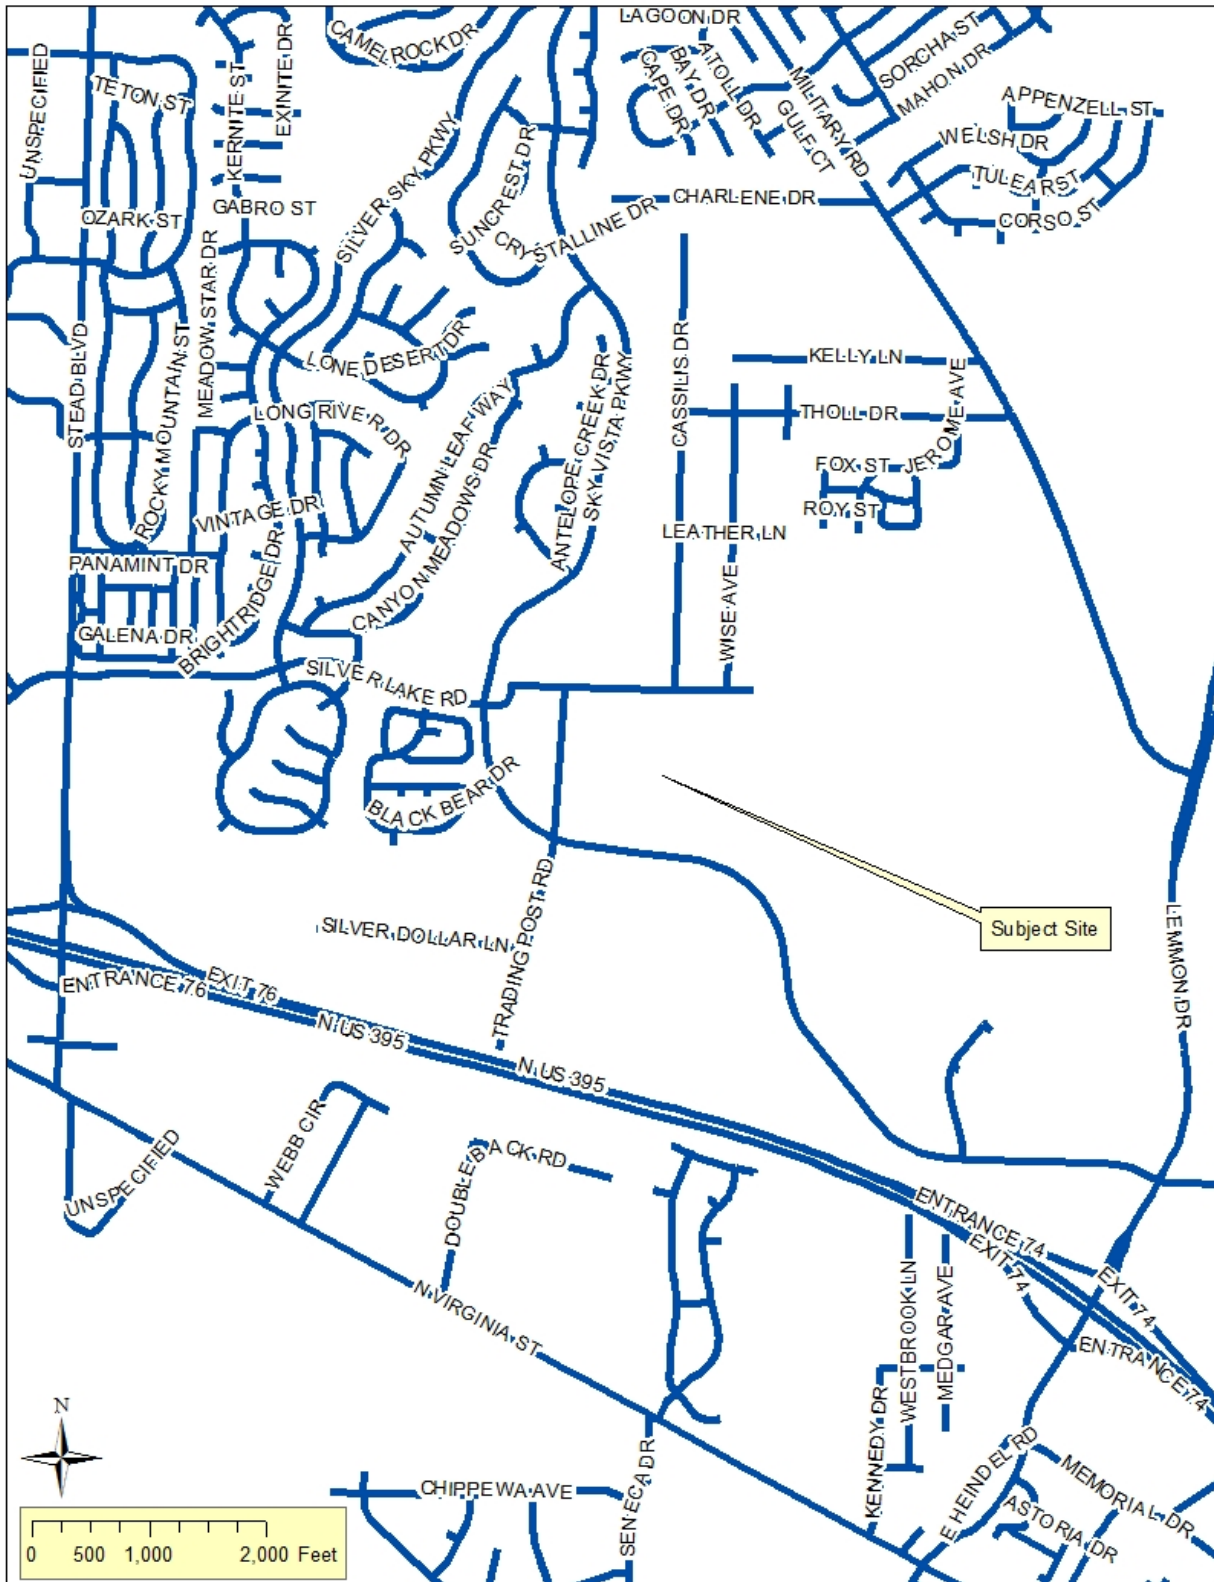 LAGOON DR
CAMELROCK DR
SORCHA ST
UNSPECIFIED
TETON ST
KERNITE ST
EXINITE DR
CAPE DR
BAY DR
ATOLL DR
GULF CT
MILITARY RD
MAHON DR
APPENZELL ST
WELSH DR
TULEAR ST
CORSO ST
SILVER SKY PKWY
SUNCREST DR
CRYSTALLINE DR
CHARLENE DR
OZARK ST
GABRO ST
MEADOW STAR DR
STEAD BLVD
ROCKY MOUNTAIN ST
LONE DESERT DR
LONG RIVER DR
AUTUMN LEAF WAY
CANYON MEADOWS DR
ANTELOPE CREEK DR
SKY VISTA PKWY
CASSILIS DR
KELLY LN
THOLL DR
JEROME AVE
FOX ST
ROY ST
LEATHER LN
WISE AVE
VINTAGE DR
PANAMINT DR
GALENA DR
BRIGHTRIDGE DR
SILVER LAKE RD
BLACK BEAR DR
TRADING POST RD
SILVER DOLLAR LN
Subject Site
LEMMON DR
ENTRANCE 76
EXIT 76
N US 395
N US 395
WEBB CIR
UNSPECIFIED
DOUBLE BACK RD
N VIRGINIA ST
ENTRANCE 74
EXIT 74
EXIT 74
ENTRANCE 74
WESTBROOK LN
MEDGAR AVE
KENNEDY DR
E HEINDEL RD
MEMORIAL DR
ASTORIA DR
SENECA DR
CHIPPEWA AVE
N
0 500 1,000 2,000 Feet